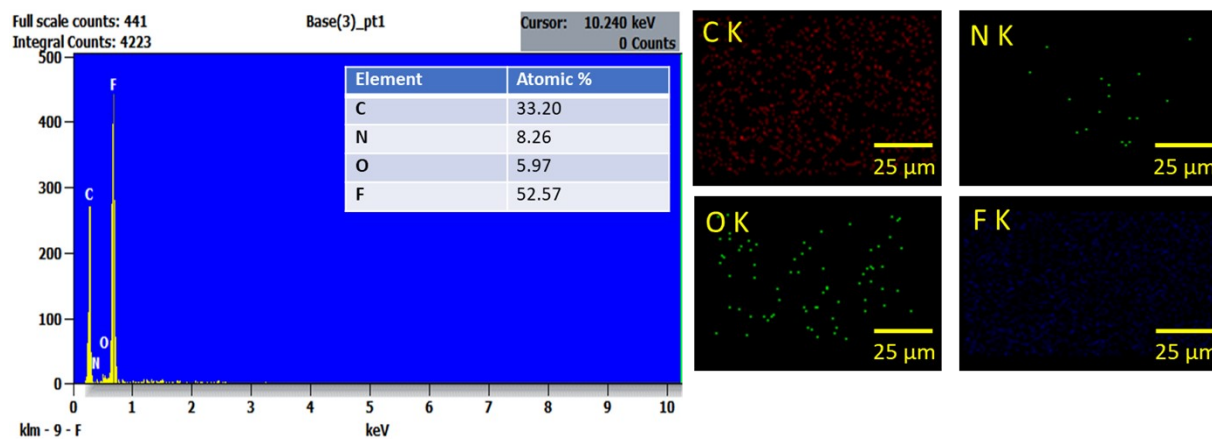 Full scale counts: 441 Base(3)_pt1 Cursor: 10.240 keV
Integral Counts: 4223 0 Counts
500
400
300
200
100
0
F
C
O
N
Element Atomic %
C 33.20
N 8.26
O 5.97
F 52.57
0 1 2 3 4 5 6 7 8 9 10
klm - 9 - F keV
C K
25 µm
N K
25 µm
O K
25 µm
F K
25 µm